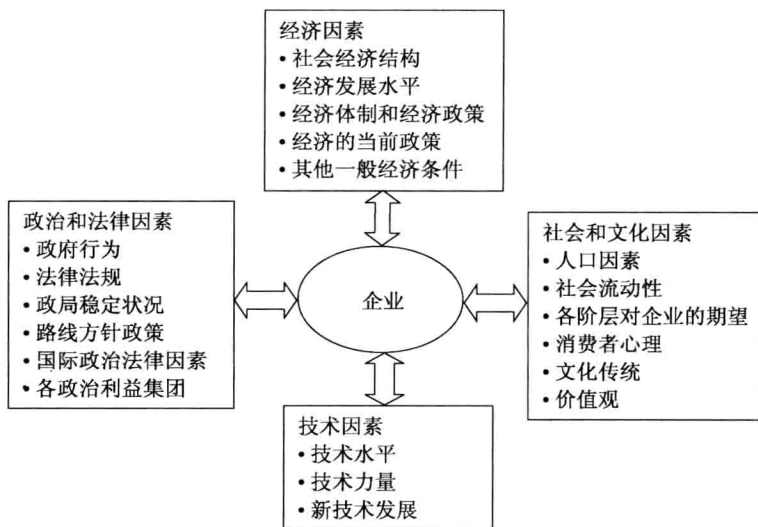 经济因素
• 社会经济结构
• 经济发展水平
• 经济体制和经济政策
• 经济的当前政策
• 其他一般经济条件
政治和法律因素
• 政府行为
• 法律法规
• 政局稳定状况
• 路线方针政策
• 国际政治法律因素
• 各政治利益集团
企业
社会和文化因素
• 人口因素
• 社会流动性
• 各阶层对企业的期望
• 消费者心理
• 文化传统
• 价值观
技术因素
• 技术水平
• 技术力量
• 新技术发展